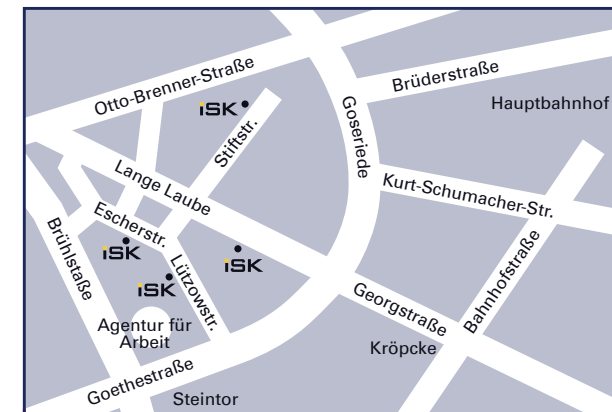 Otto-Brenner-Straße
Brüderstraße
Hauptbahnhof
iSK
Stiftstr.
Goseriede
Lange Laube
Kurt-Schumacher-Str.
Escherstr.
Brühlstaße
iSK
iSK
iSK
Lützowstr.
Bahnhofstraße
Georgstraße
Agentur für
Arbeit
Kröpcke
Goethestraße
Steintor